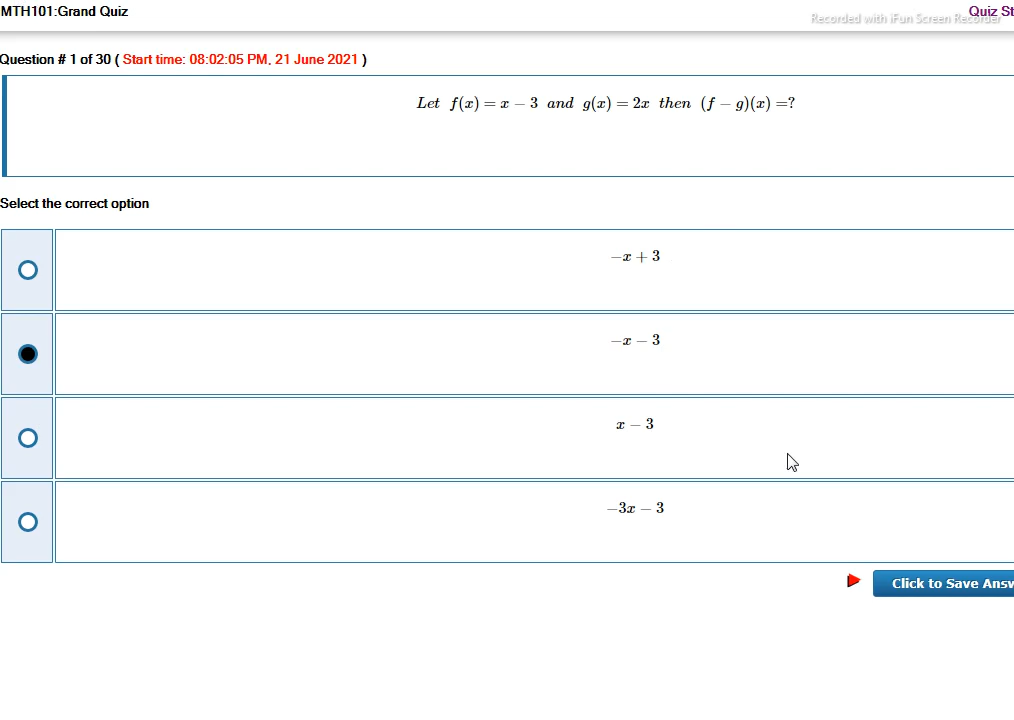 MTH101:Grand Quiz
Quiz St
Recorded with iFun Screen Recorder
Question # 1 of 30 ( Start time: 08:02:05 PM, 21 June 2021 )
Let f(x) = x − 3 and g(x) = 2x then (f − g)(x) =?
Select the correct option
−x + 3
−x − 3
x − 3
−3x − 3
Click to Save Answ